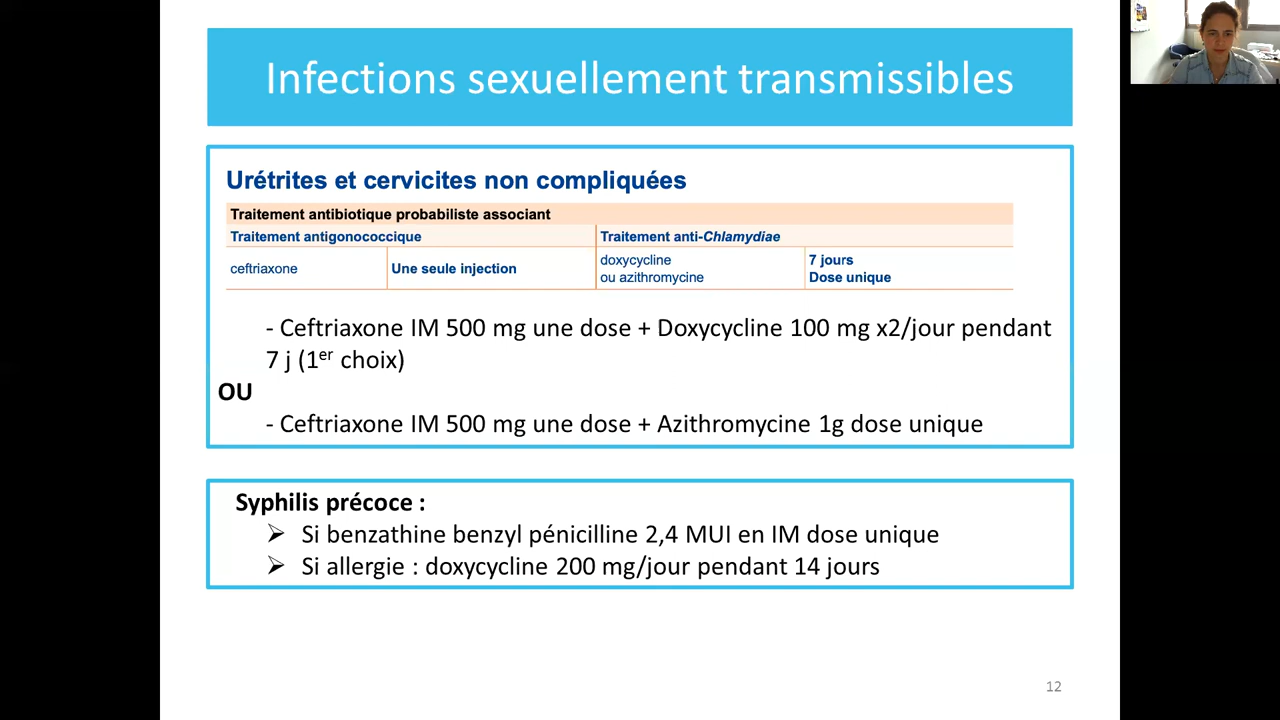 Infections sexuellement transmissibles
Urétrites et cervicites non compliquées
Traitement antibiotique probabiliste associant
Traitement antigonococcique
Traitement anti-Chlamydiae
ceftriaxone
Une seule injection
doxycycline
ou azithromycine
7 jours
Dose unique
- Ceftriaxone IM 500 mg une dose + Doxycycline 100 mg x2/jour pendant
7 j (1er choix)
OU
- Ceftriaxone IM 500 mg une dose + Azithromycine 1g dose unique
Syphilis précoce :
➢ Si benzathine benzyl pénicilline 2,4 MUI en IM dose unique
➢ Si allergie : doxycycline 200 mg/jour pendant 14 jours
12